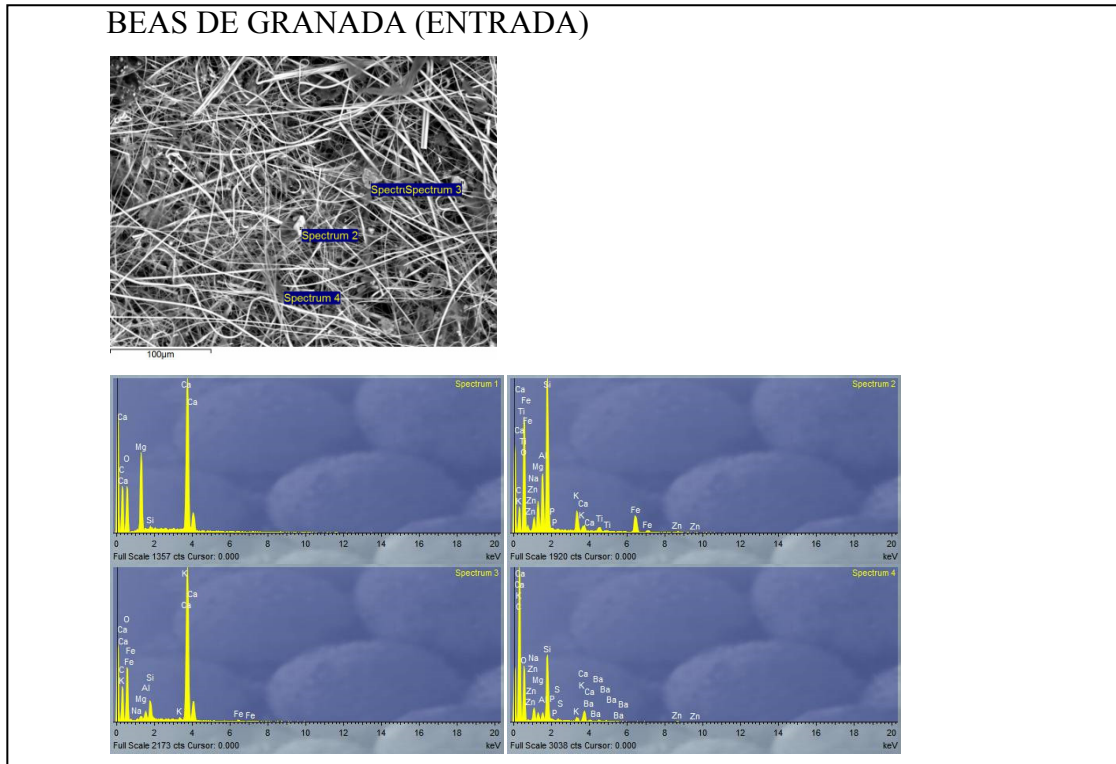 BEAS DE GRANADA (ENTRADA)
SpectruSpectrum 3
Spectrum 2
Spectrum 4
100µm
Spectrum 1
Ca
Ca
Ca
Mg
O
C
Ca
Si
0 2 4 6 8 10 12 14 16 18 20
Full Scale 1357 cts Cursor: 0.000 keV
Spectrum 2
Si
Ca
Fe
Ti
Fe
Ca
Ti
O
Al
Mg
Na
C
Zn
K
Zn
P
P
K
Ca
K
Ca
Ti
Ti
Fe
Fe
Zn
Zn
0 2 4 6 8 10 12 14 16 18 20
Full Scale 1920 cts Cursor: 0.000 keV
Spectrum 3
K
Ca
Ca
O
Ca
Ca
Fe
Fe
C
K
Si
Al
Mg
Na
K
Fe
Fe
0 2 4 6 8 10 12 14 16 18 20
Full Scale 2173 cts Cursor: 0.000 keV
Spectrum 4
Ca
Ca
K
C
O
Na
Zn
Mg
Zn
Zn
Si
Al
P
P
S
S
Ca
K
Ca
K
Ba
Ba
Ba
Ba
Ba
Ba
Zn
Zn
0 2 4 6 8 10 12 14 16 18 20
Full Scale 3038 cts Cursor: 0.000 keV